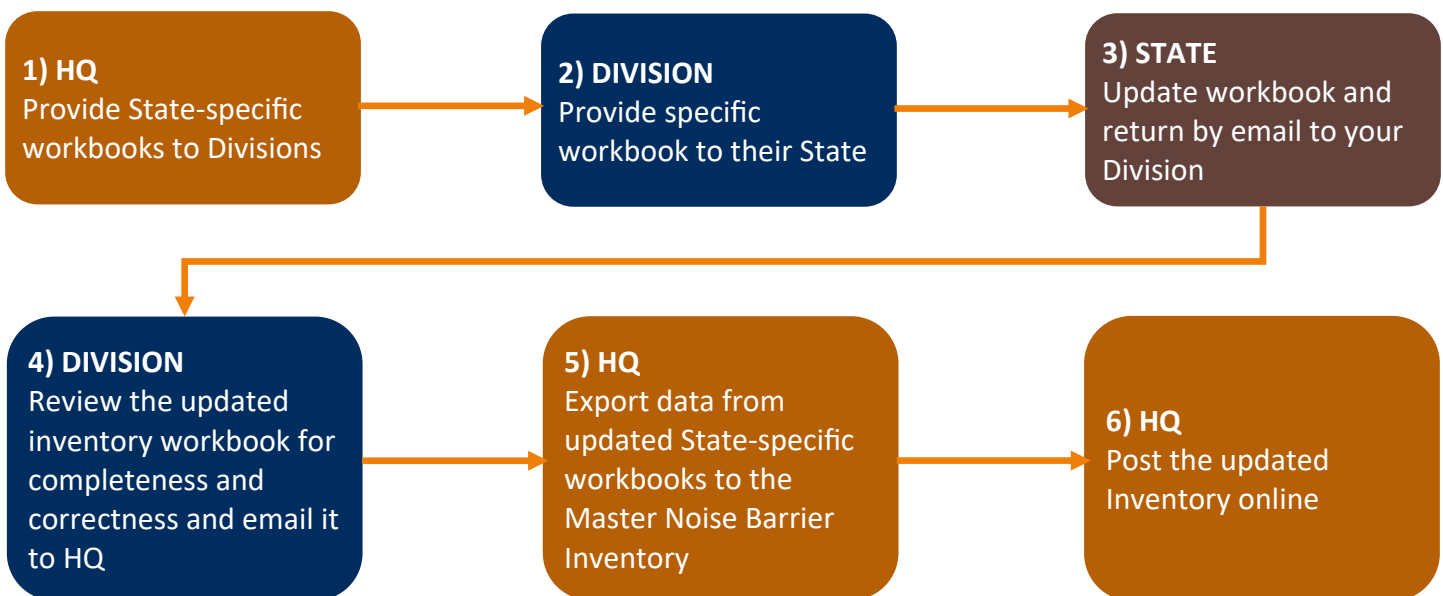 1) HQ
Provide State-specific
workbooks to Divisions
2) DIVISION
Provide specific
workbook to their State
3) STATE
Update workbook and
return by email to your
Division
4) DIVISION
Review the updated
inventory workbook for
completeness and
correctness and email it
to HQ
5) HQ
Export data from
updated State-specific
workbooks to the
Master Noise Barrier
Inventory
6) HQ
Post the updated
Inventory online